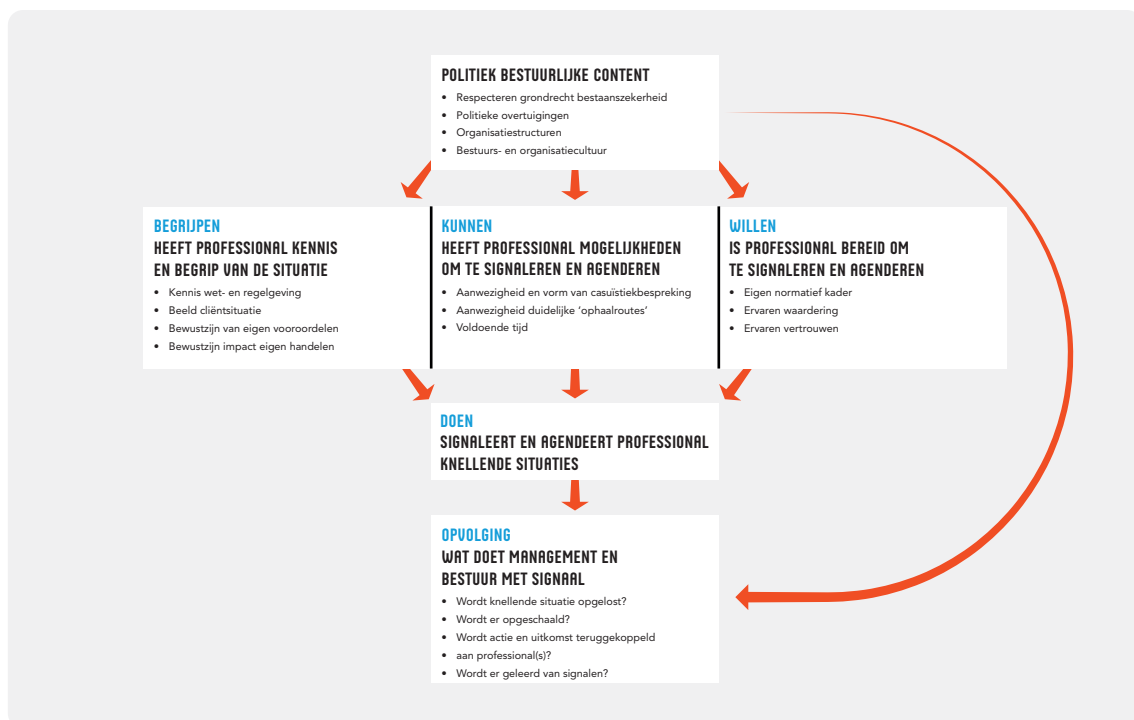 POLITIEK BESTUURLIJKE CONTENT
• Respecteren grondrecht bestaanszekerheid
• Politieke overtuigingen
• Organisatiestructuren
• Bestuurs- en organisatiecultuur
BEGRIJPEN
HEEFT PROFESSIONAL KENNIS
EN BEGRIP VAN DE SITUATIE
• Kennis wet- en regelgeving
• Beeld cliëntsituatie
• Bewustzijn van eigen vooroordelen
• Bewustzijn impact eigen handelen
KUNNEN
HEEFT PROFESSIONAL MOGELIJKHEDEN
OM TE SIGNALEREN EN AGENDEREN
• Aanwezigheid en vorm van casuïstiekbespreking
• Aanwezigheid duidelijke ‘ophaalroutes’
• Voldoende tijd
WILLEN
IS PROFESSIONAL BEREID OM
TE SIGNALEREN EN AGENDEREN
• Eigen normatief kader
• Ervaren waardering
• Ervaren vertrouwen
DOEN
SIGNALEERT EN AGENDEERT PROFESSIONAL
KNELLENDE SITUATIES
OPVOLGING
WAT DOET MANAGEMENT EN
BESTUUR MET SIGNAAL
• Wordt knellende situatie opgelost?
• Wordt er opgeschaald?
• Wordt actie en uitkomst teruggekoppeld
• aan professional(s)?
• Wordt er geleerd van signalen?